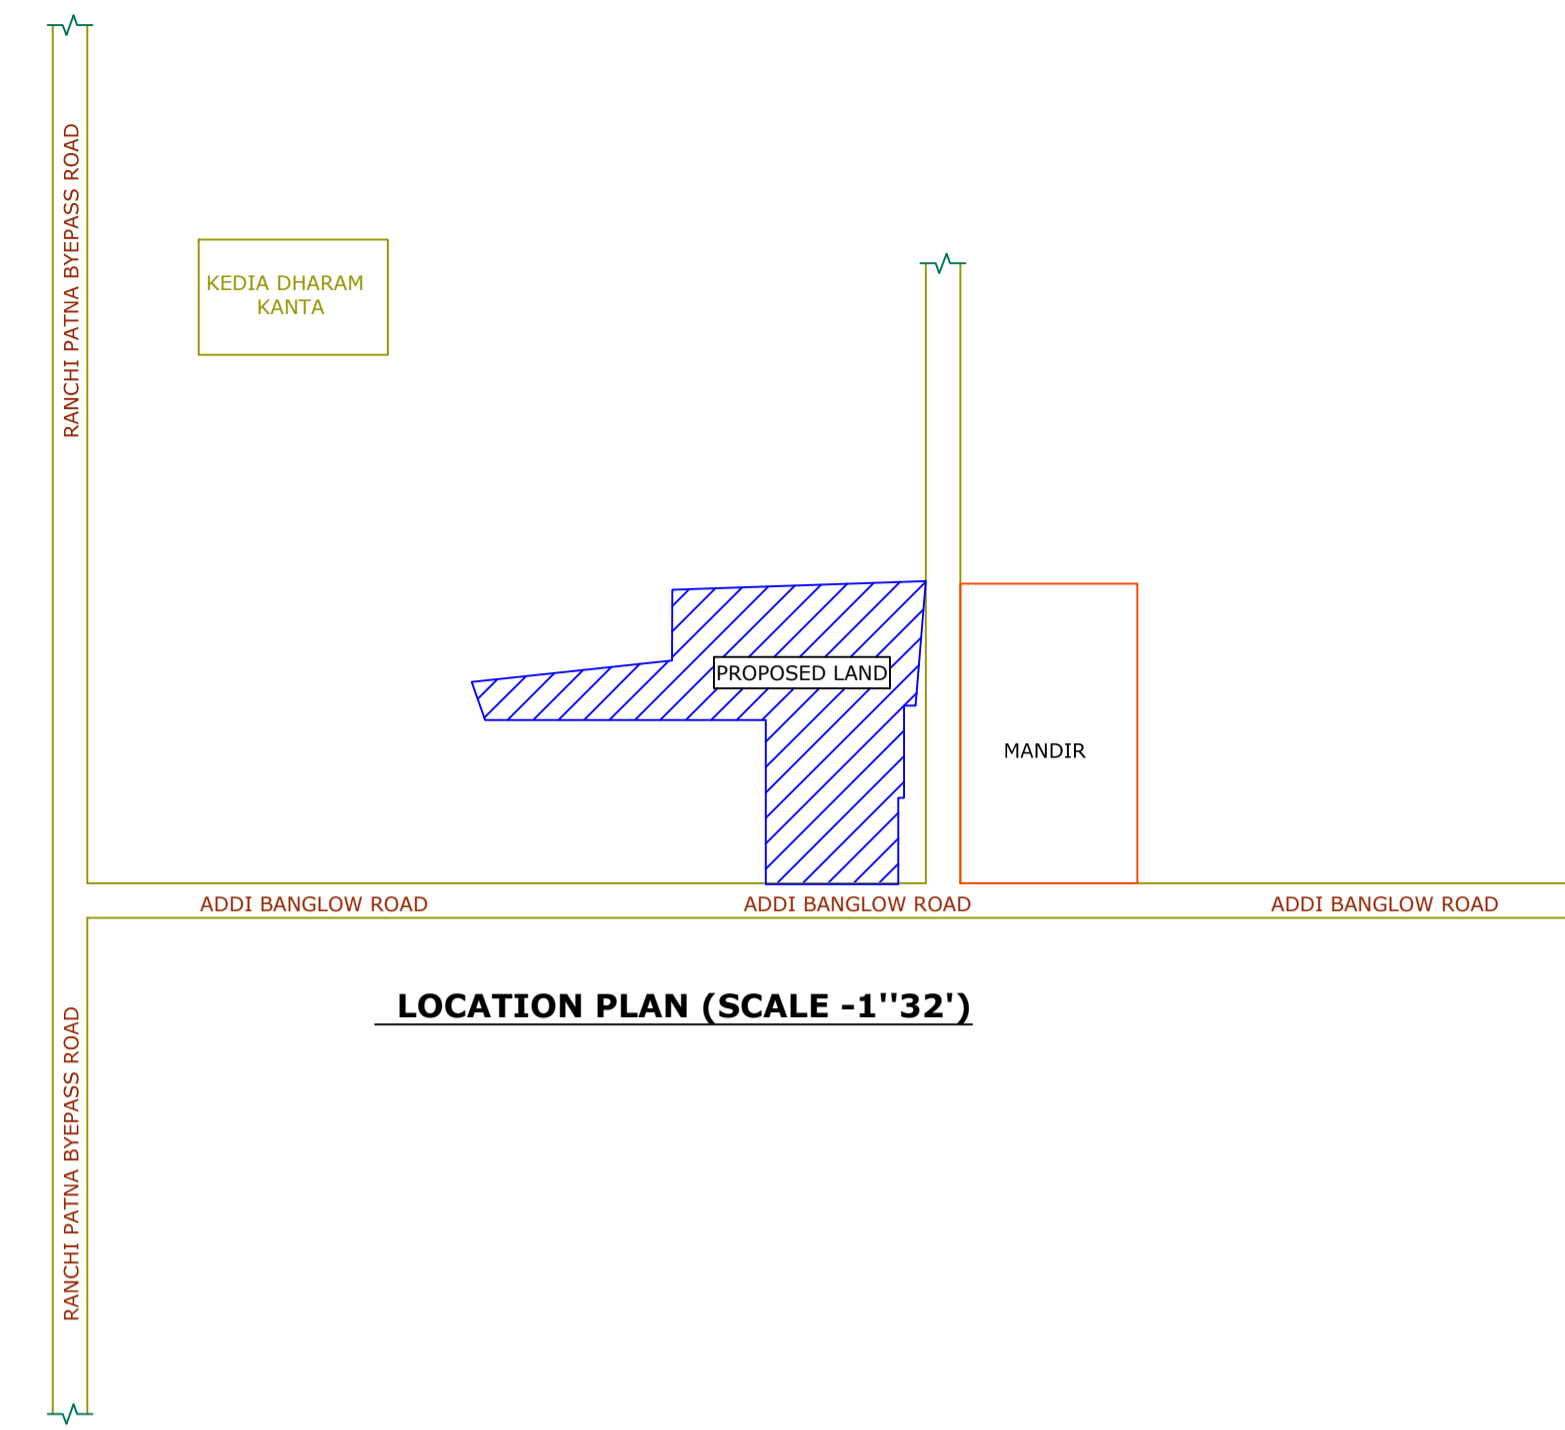 RANCHI PATNA BYEPASS ROAD
KEDIA DHARAM
KANTA
PROPOSED LAND
MANDIR
ADDI BANGLOW ROAD
ADDI BANGLOW ROAD
ADDI BANGLOW ROAD
LOCATION PLAN (SCALE -1''32')
RANCHI PATNA BYEPASS ROAD